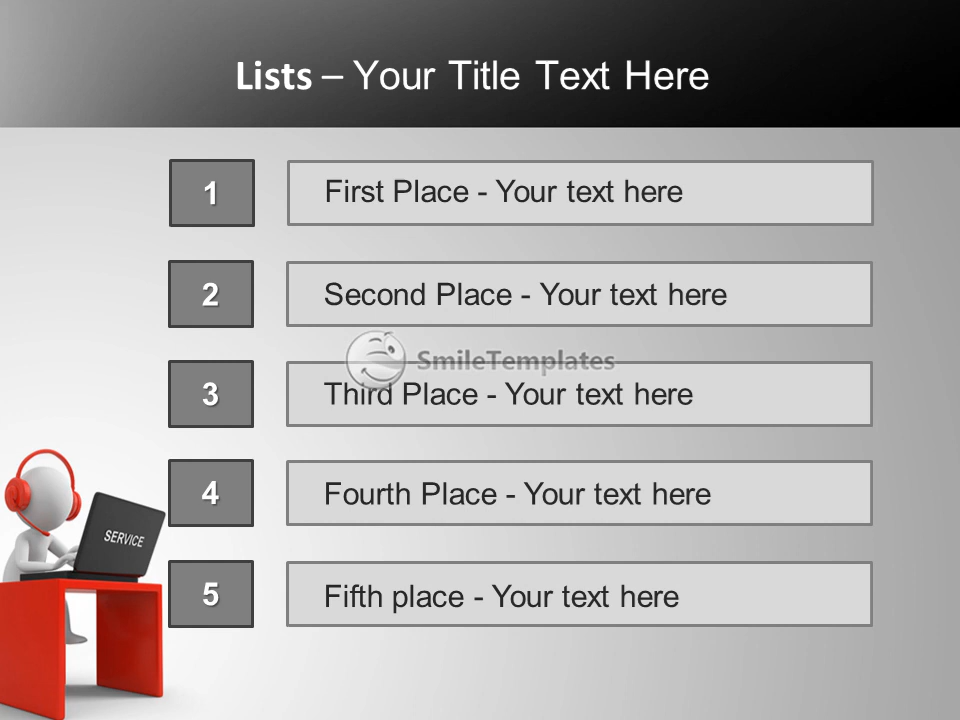 Lists – Your Title Text Here
1 First Place - Your text here
2 Second Place - Your text here
SmileTemplates
3 Third Place - Your text here
4 Fourth Place - Your text here
SERVICE
5 Fifth place - Your text here